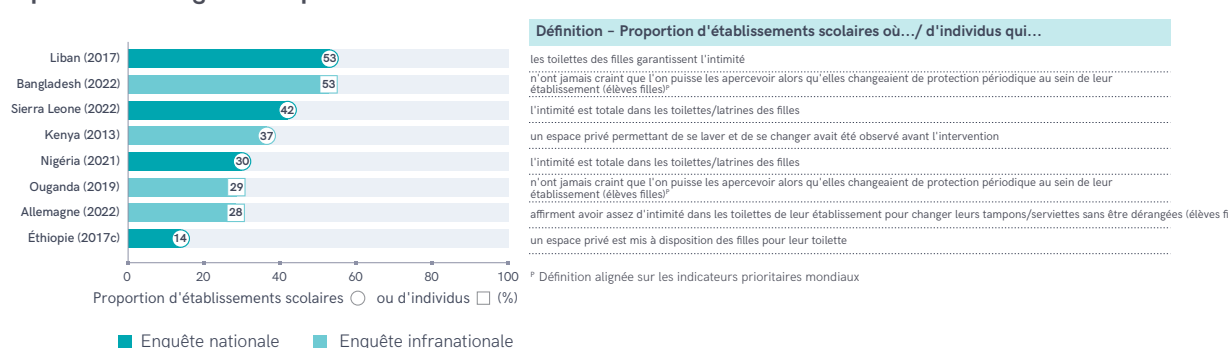 Définition – Proportion d'établissements scolaires où.../ d'individus qui...
Liban (2017) 53 les toilettes des filles garantissent l'intimité
Bangladesh (2022) 53 n'ont jamais craint que l'on puisse les apercevoir alors qu'elles changeaient de protection périodique au sein de leur
établissement (élèves filles)ᴾ
Sierra Leone (2022) 42 l'intimité est totale dans les toilettes/latrines des filles
Kenya (2013) 37 un espace privé permettant de se laver et de se changer avait été observé avant l'intervention
Nigéria (2021) 30 l'intimité est totale dans les toilettes/latrines des filles
Ouganda (2019) 29 n'ont jamais craint que l'on puisse les apercevoir alors qu'elles changeaient de protection périodique au sein de leur
établissement (élèves filles)ᴾ
Allemagne (2022) 28 affirment avoir assez d'intimité dans les toilettes de leur établissement pour changer leurs tampons/serviettes sans être dérangées (élèves
Éthiopie (2017c) 14 un espace privé est mis à disposition des filles pour leur toilette
0 20 40 60 80 100
ᴾ Définition alignée sur les indicateurs prioritaires mondiaux
Proportion d'établissements scolaires ou d'individus (%)
Enquête nationale Enquête infranationale